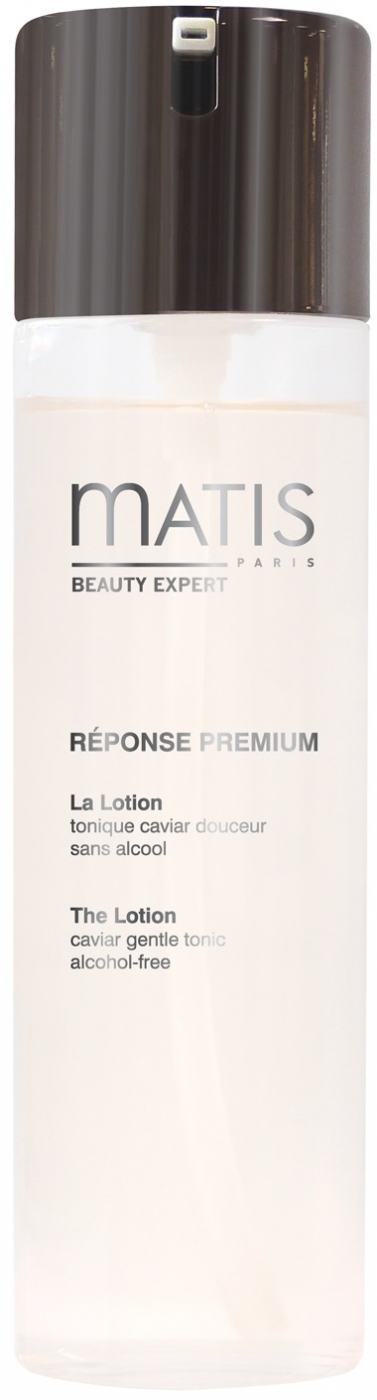 MATIS
PARIS
BEAUTY EXPERT
RÉPONSE PREMIUM
La Lotion
tonique caviar douceur
sans alcool
The Lotion
caviar gentle tonic
alcohol-free